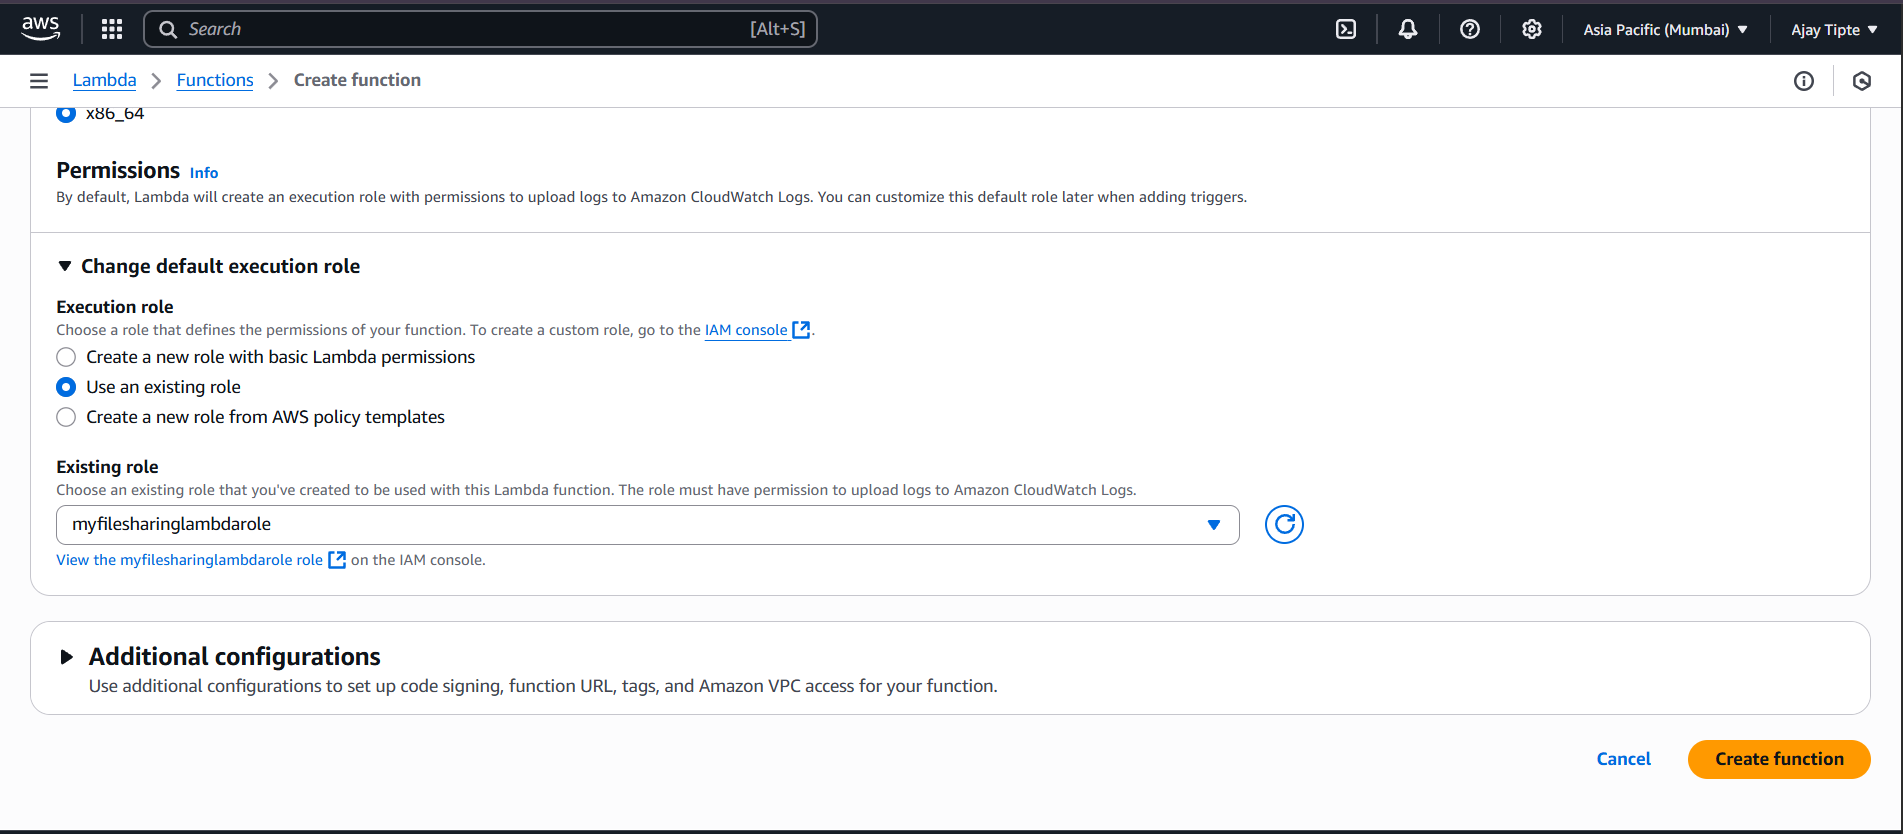 aws
Search [Alt+S]
Asia Pacific (Mumbai)
Ajay Tipte
Lambda
Functions
Create function
x86_64
Permissions Info
By default, Lambda will create an execution role with permissions to upload logs to Amazon CloudWatch Logs. You can customize this default role later when adding triggers.
Change default execution role
Execution role
Choose a role that defines the permissions of your function. To create a custom role, go to the IAM console .
Create a new role with basic Lambda permissions
Use an existing role
Create a new role from AWS policy templates
Existing role
Choose an existing role that you've created to be used with this Lambda function. The role must have permission to upload logs to Amazon CloudWatch Logs.
myfilesharinglambdarole
View the myfilesharinglambdarole role on the IAM console.
Additional configurations
Use additional configurations to set up code signing, function URL, tags, and Amazon VPC access for your function.
Cancel
Create function